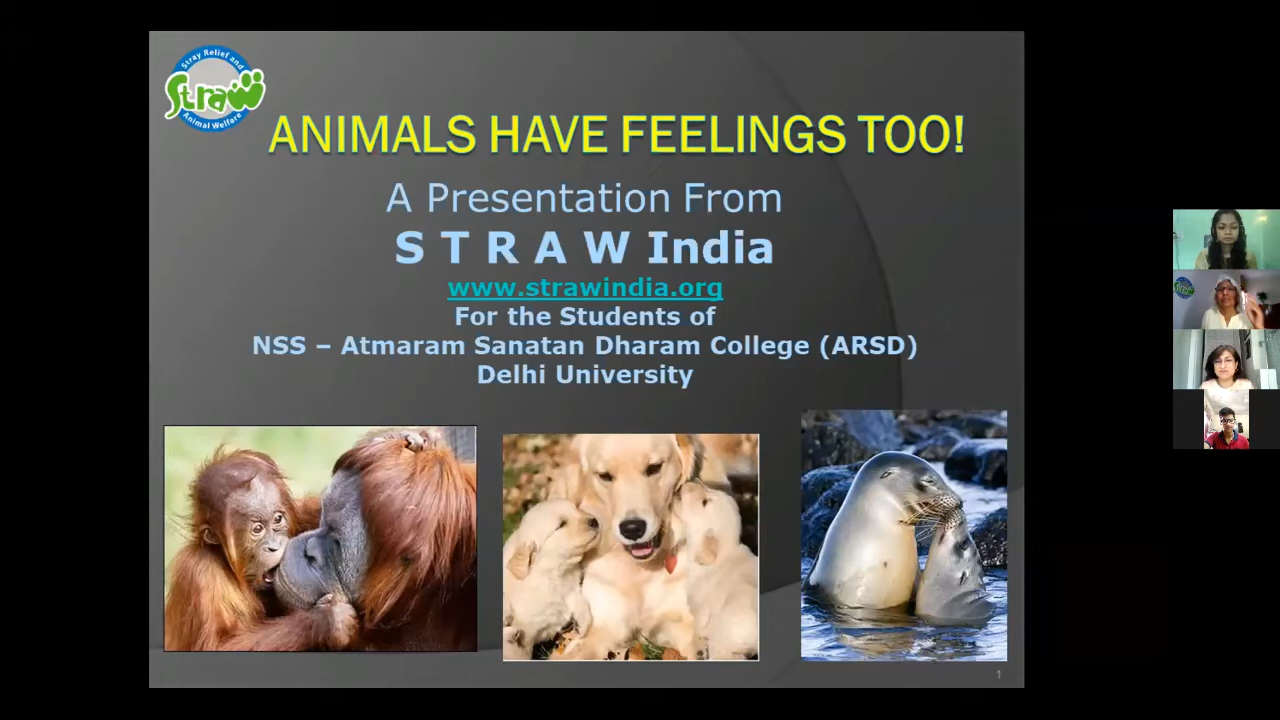 Stray Relief and
Straw
Animal Welfare
ANIMALS HAVE FEELINGS TOO!
A Presentation From
S T R A W India
www.strawindia.org
For the Students of
NSS – Atmaram Sanatan Dharam College (ARSD)
Delhi University
1